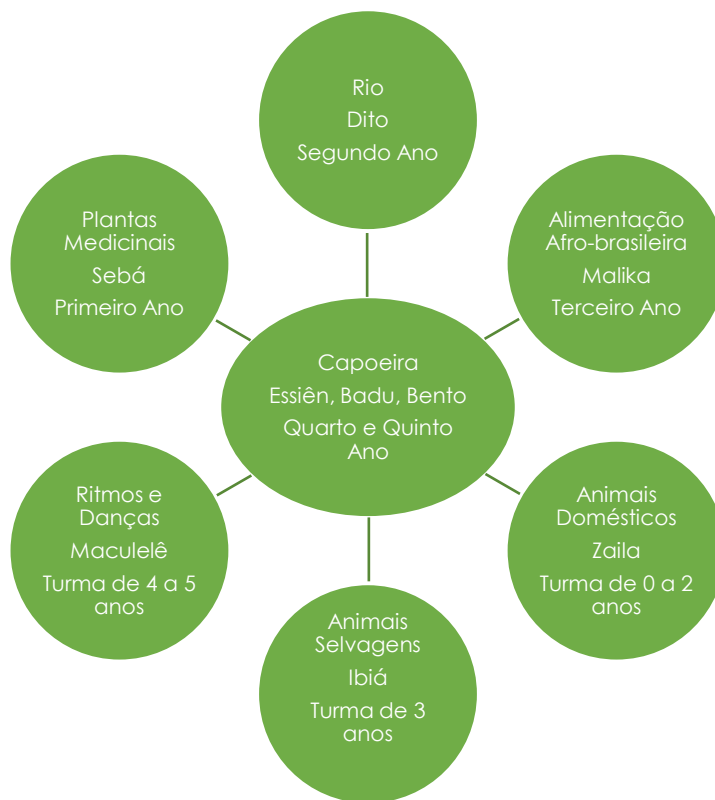 Rio
Dito
Segundo Ano
Plantas
Medicinais
Sebá
Primeiro Ano
Alimentação
Afro-brasileira
Malika
Terceiro Ano
Capoeira
Essiên, Badu, Bento
Quarto e Quinto
Ano
Ritmos e
Danças
Maculelê
Turma de 4 a 5
anos
Animais
Domésticos
Zaila
Turma de 0 a 2
anos
Animais
Selvagens
Ibiá
Turma de 3
anos